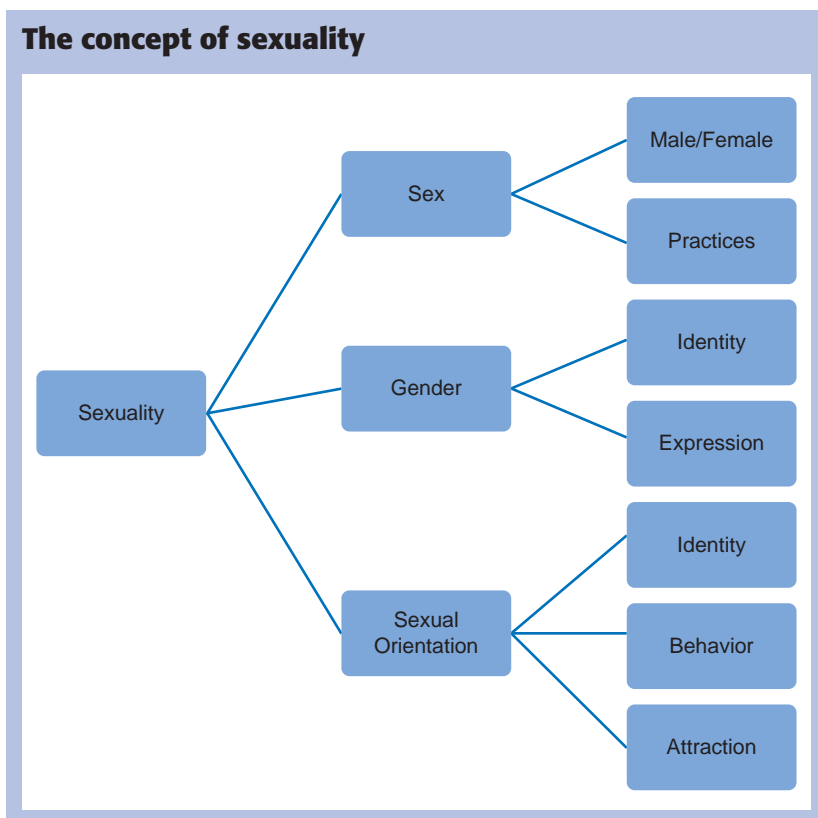 The concept of sexuality
Sexuality
Sex
Male/Female
Practices
Gender
Identity
Expression
Sexual
Orientation
Identity
Behavior
Attraction